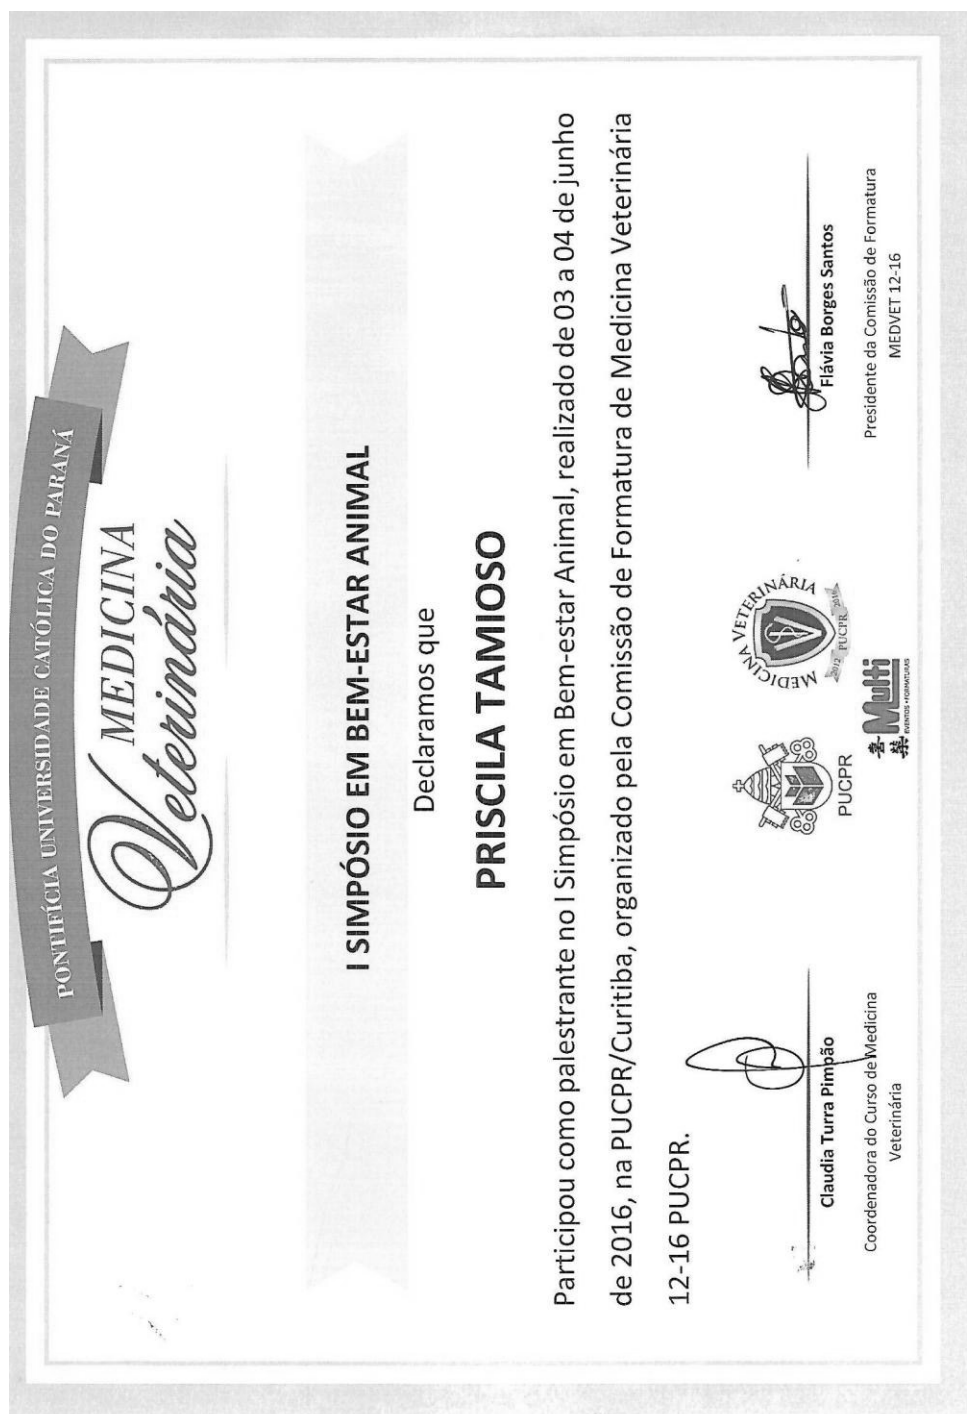 PONTIFÍCIA UNIVERSIDADE CATÓLICA DO PARANÁ
MEDICINA
Veterinária
I SIMPÓSIO EM BEM-ESTAR ANIMAL
Declaramos que
PRISCILA TAMIOSO
Participou como palestrante no I Simpósio em Bem-estar Animal, realizado de 03 a 04 de junho
de 2016, na PUCPR/Curitiba, organizado pela Comissão de Formatura de Medicina Veterinária
12-16 PUCPR.
Claudia Turra Pimpão
Coordenadora do Curso de Medicina
Veterinária
PUCPR
MEDICINA VETERINÁRIA
2012 PUCPR 2016
Multi
EVENTOS • FORMATURAS
Flávia Borges Santos
Presidente da Comissão de Formatura
MEDVET 12-16